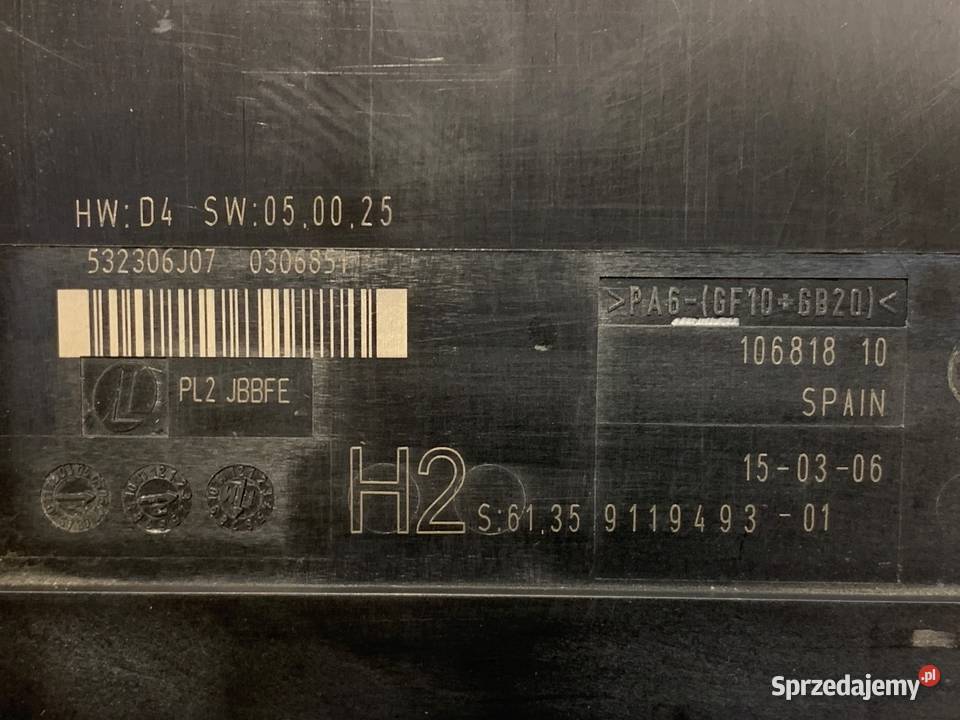 HW:D4 SW:05.00.25
532306J07 0306851
>PA6-(GF10+GB20)<
106818 10
PL2 JBBFE
SPAIN
15-03-06
H2 S:61.35 9119493-01
Sprzedajemy.pl